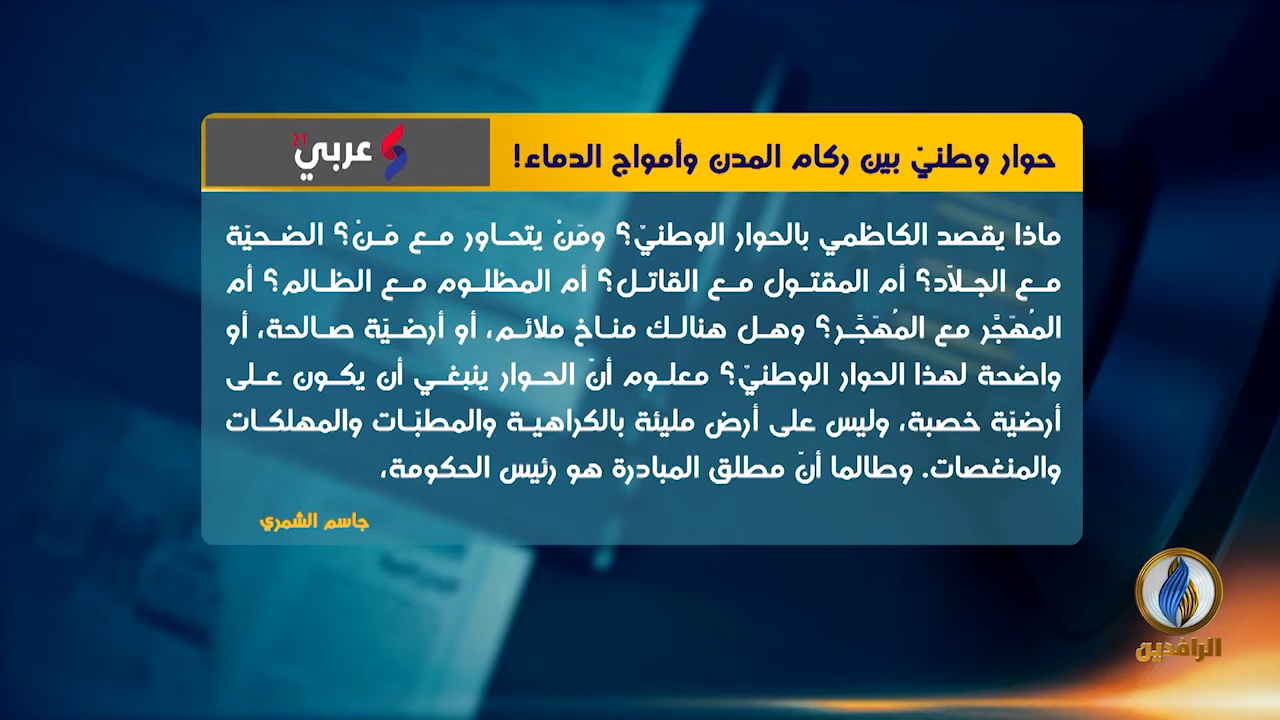 حوار وطنيّ بين ركام المدن وأمواج الدماء!
عربي 21
ماذا يقصد الكاظمي بالحوار الوطنيّ؟ ومَنْ يتحاور مع مَنْ؟ الضحيّة
مع الجلاّد؟ أم المقتول مع القاتل؟ أم المظلوم مع الظالم؟ أم
المُهَجَّر مع المُهَجِّر؟ وهل هنالك مناخ ملائم، أو أرضيّة صالحة، أو
واضحة لهذا الحوار الوطنيّ؟ معلوم أنّ الحوار ينبغي أن يكون على
أرضيّة خصبة، وليس على أرض مليئة بالكراهية والمطبّات والمهلكات
والمنغصات. وطالما أنّ مطلق المبادرة هو رئيس الحكومة،
جاسم الشمري
الرافدين